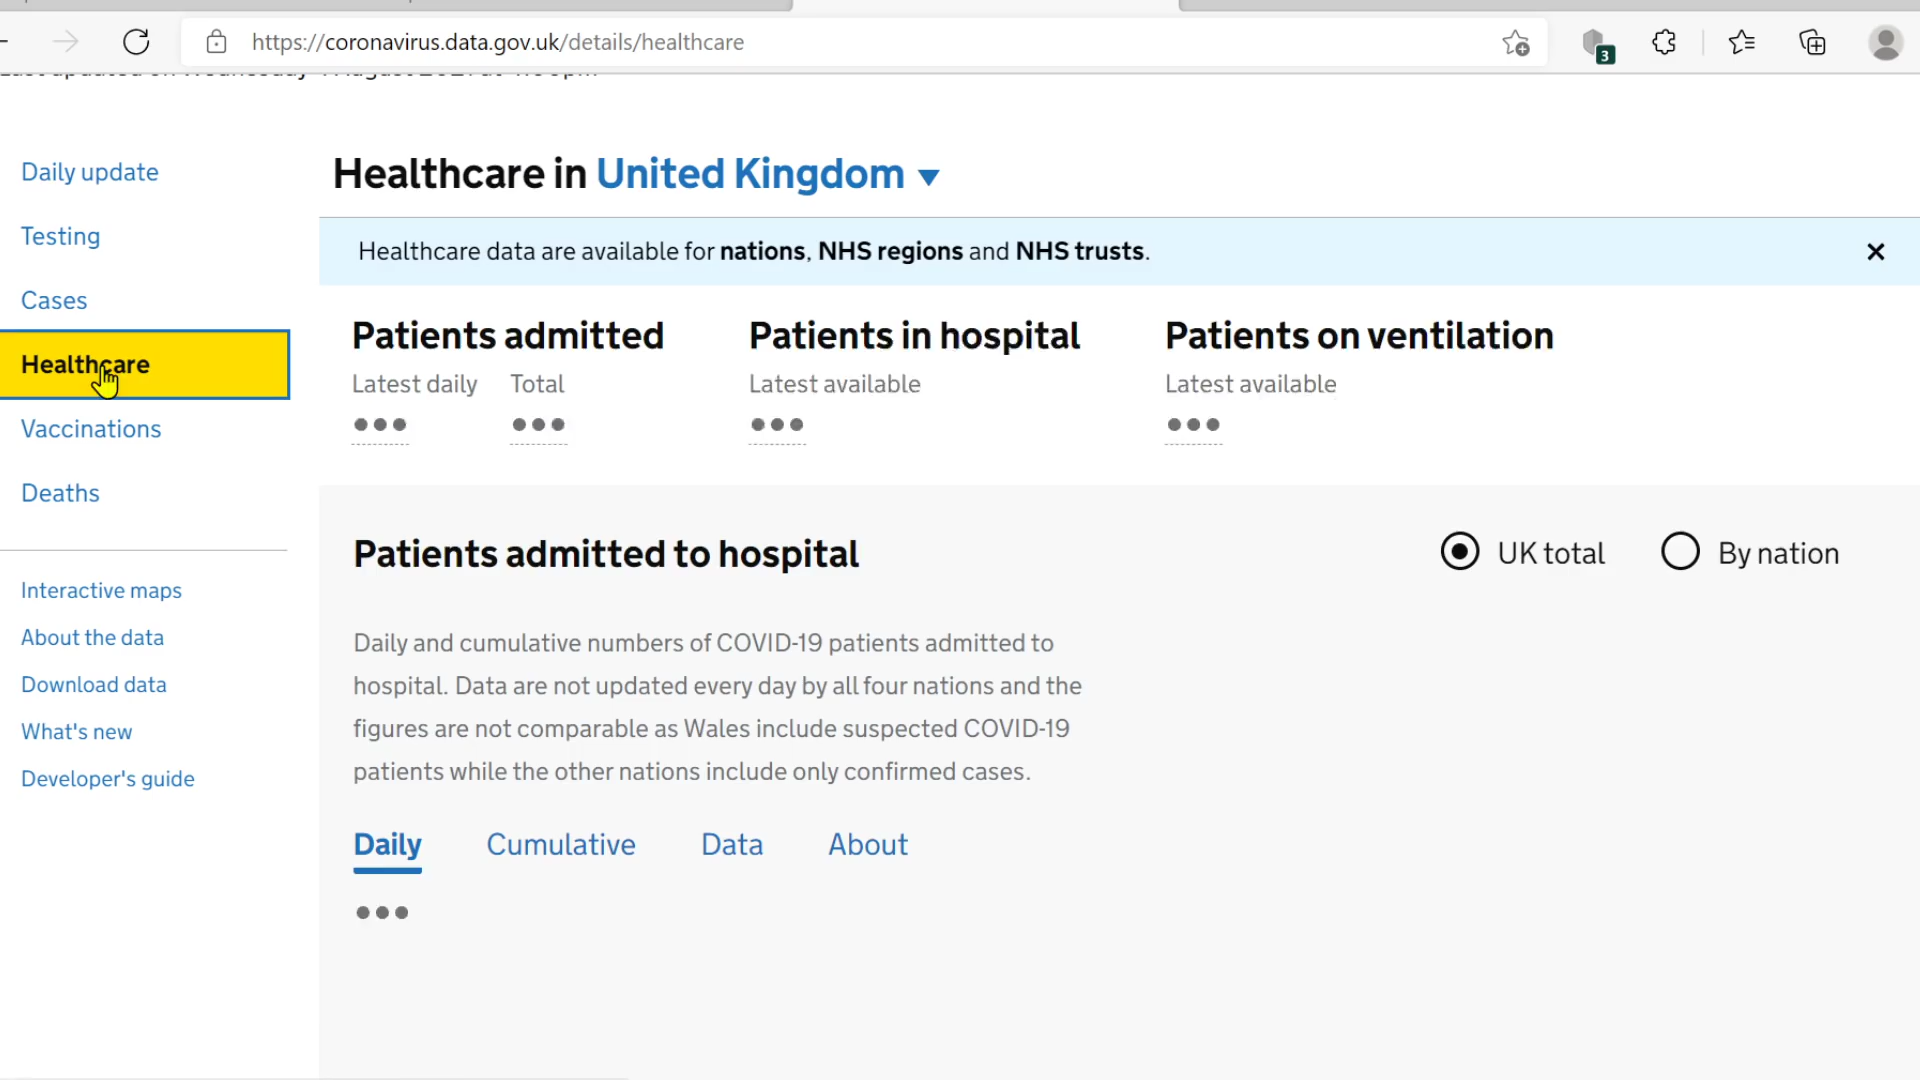 https://coronavirus.data.gov.uk/details/healthcare
3
Daily update
Testing
Cases
Healthcare
Vaccinations
Deaths
Interactive maps
About the data
Download data
What's new
Developer's guide
Healthcare in United Kingdom
Healthcare data are available for nations, NHS regions and NHS trusts.
Patients admitted
Latest daily Total
Patients in hospital
Latest available
Patients on ventilation
Latest available
Patients admitted to hospital
UK total By nation
Daily and cumulative numbers of COVID-19 patients admitted to
hospital. Data are not updated every day by all four nations and the
figures are not comparable as Wales include suspected COVID-19
patients while the other nations include only confirmed cases.
Daily Cumulative Data About